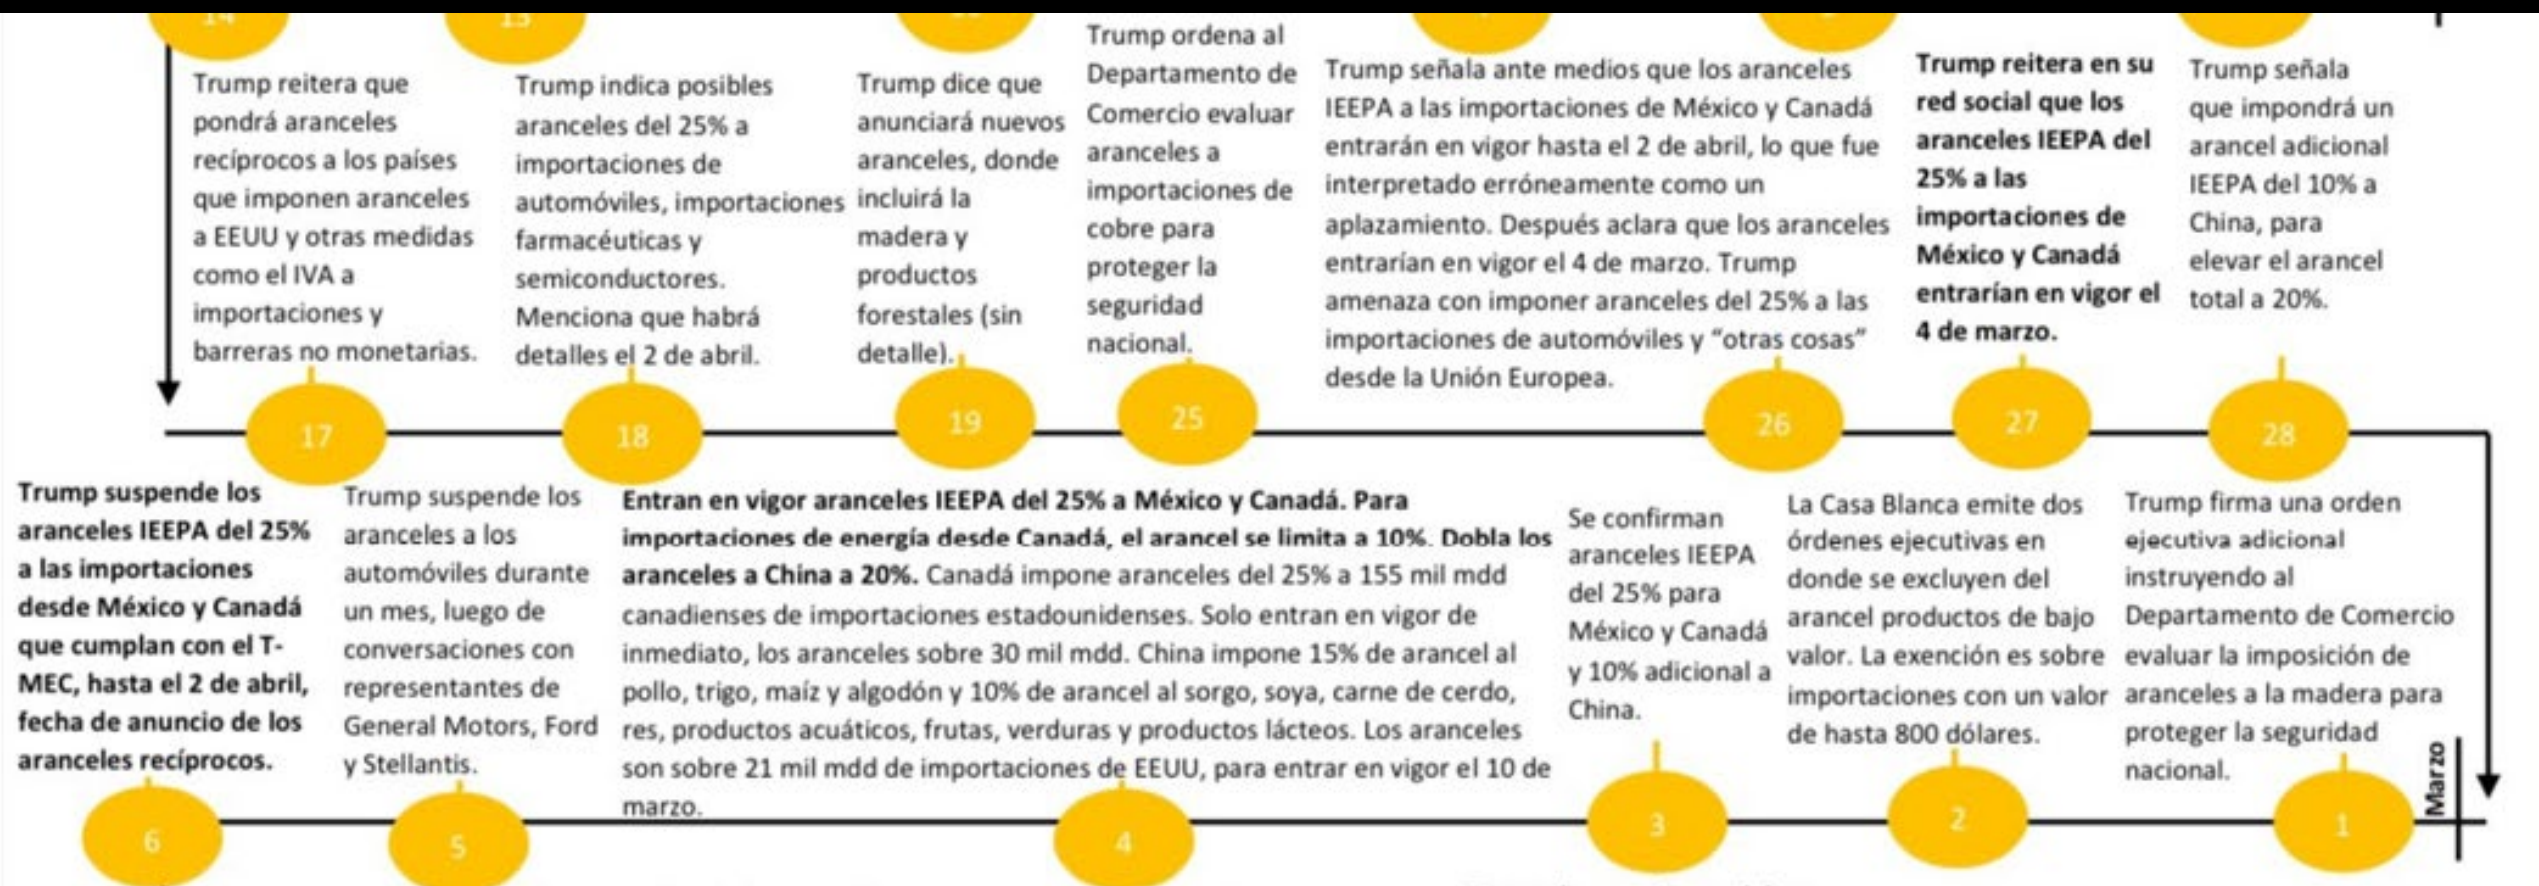 14
Trump reitera que
pondrá aranceles
recíprocos a los países
que imponen aranceles
a EEUU y otras medidas
como el IVA a
importaciones y
barreras no monetarias.
17
Trump indica posibles
aranceles del 25% a
importaciones de
automóviles, importaciones
farmacéuticas y
semiconductores.
Menciona que habrá
detalles el 2 de abril.
18
Trump dice que
anunciará nuevos
aranceles, donde
incluirá la
madera y
productos
forestales (sin
detalle).
19
Trump ordena al
Departamento de
Comercio evaluar
aranceles a
importaciones de
cobre para
proteger la
seguridad
nacional.
25
Trump señala ante medios que los aranceles
IEEPA a las importaciones de México y Canadá
entrarán en vigor hasta el 2 de abril, lo que fue
interpretado erróneamente como un
aplazamiento. Después aclara que los aranceles
entrarían en vigor el 4 de marzo. Trump
amenaza con imponer aranceles del 25% a las
importaciones de automóviles y “otras cosas”
desde la Unión Europea.
26
Trump reitera en su
red social que los
aranceles IEEPA del
25% a las
importaciones de
México y Canadá
entrarían en vigor el
4 de marzo.
27
Trump señala
que impondrá un
arancel adicional
IEEPA del 10% a
China, para
elevar el arancel
total a 20%.
28
Marzo
Trump firma una orden
ejecutiva adicional
instruyendo al
Departamento de Comercio
evaluar la imposición de
aranceles a la madera para
proteger la seguridad
nacional.
1
La Casa Blanca emite dos
órdenes ejecutivas en
donde se excluyen del
arancel productos de bajo
valor. La exención es sobre
importaciones con un valor
de hasta 800 dólares.
2
Se confirman
aranceles IEEPA
del 25% para
México y Canadá
y 10% adicional a
China.
3
Entran en vigor aranceles IEEPA del 25% a México y Canadá. Para
importaciones de energía desde Canadá, el arancel se limita a 10%. Dobla los
aranceles a China a 20%. Canadá impone aranceles del 25% a 155 mil mdd
canadienses de importaciones estadounidenses. Solo entran en vigor de
inmediato, los aranceles sobre 30 mil mdd. China impone 15% de arancel al
pollo, trigo, maíz y algodón y 10% de arancel al sorgo, soya, carne de cerdo,
res, productos acuáticos, frutas, verduras y productos lácteos. Los aranceles
son sobre 21 mil mdd de importaciones de EEUU, para entrar en vigor el 10 de
marzo.
4
Trump suspende los
aranceles a los
automóviles durante
un mes, luego de
conversaciones con
representantes de
General Motors, Ford
y Stellantis.
5
Trump suspende los
aranceles IEEPA del 25%
a las importaciones
desde México y Canadá
que cumplan con el T-
MEC, hasta el 2 de abril,
fecha de anuncio de los
aranceles recíprocos.
6